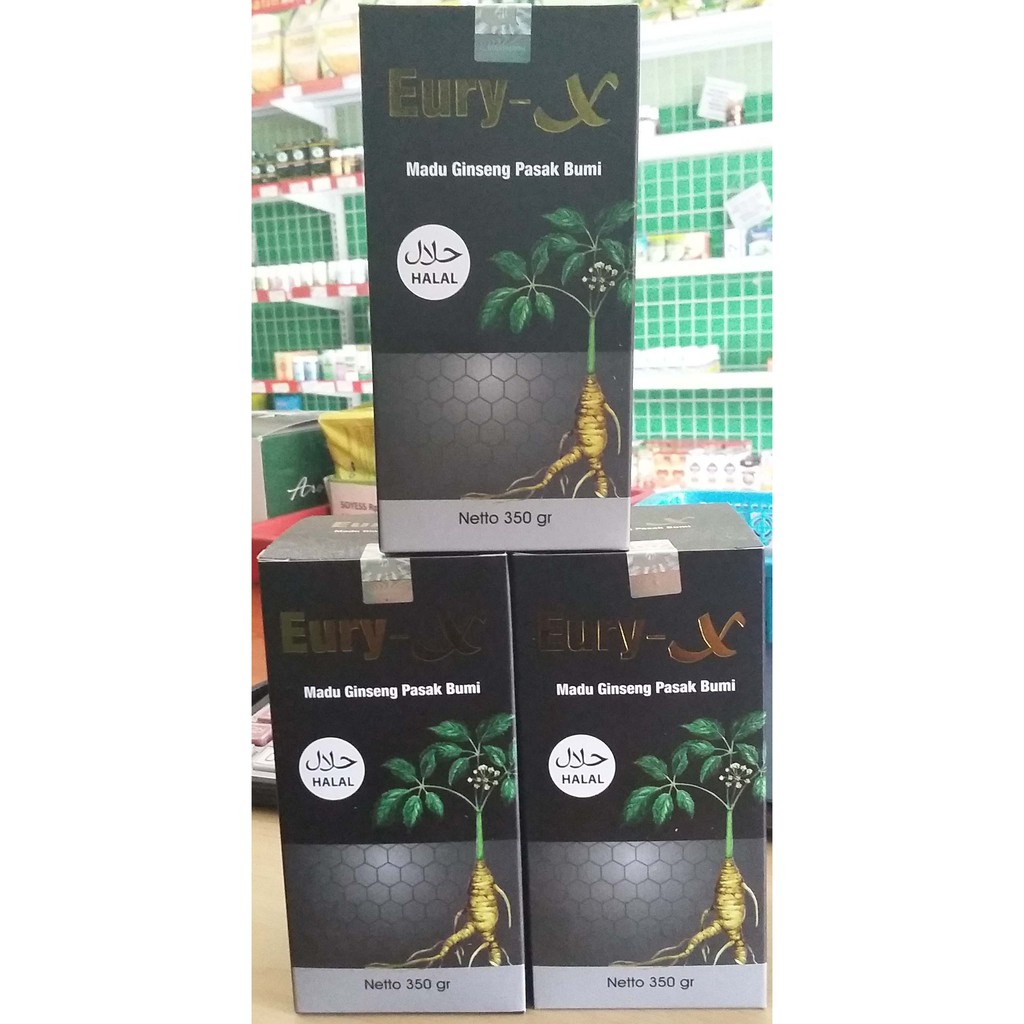 Eury-X
Madu Ginseng Pasak Bumi
حلال
HALAL
Netto 350 gr
Eury-X
Eury-X
Madu Ginseng Pasak Bumi
حلال
HALAL
Netto 350 gr
Eury-X
Madu Ginseng Pasak Bumi
حلال
HALAL
Netto 350 gr